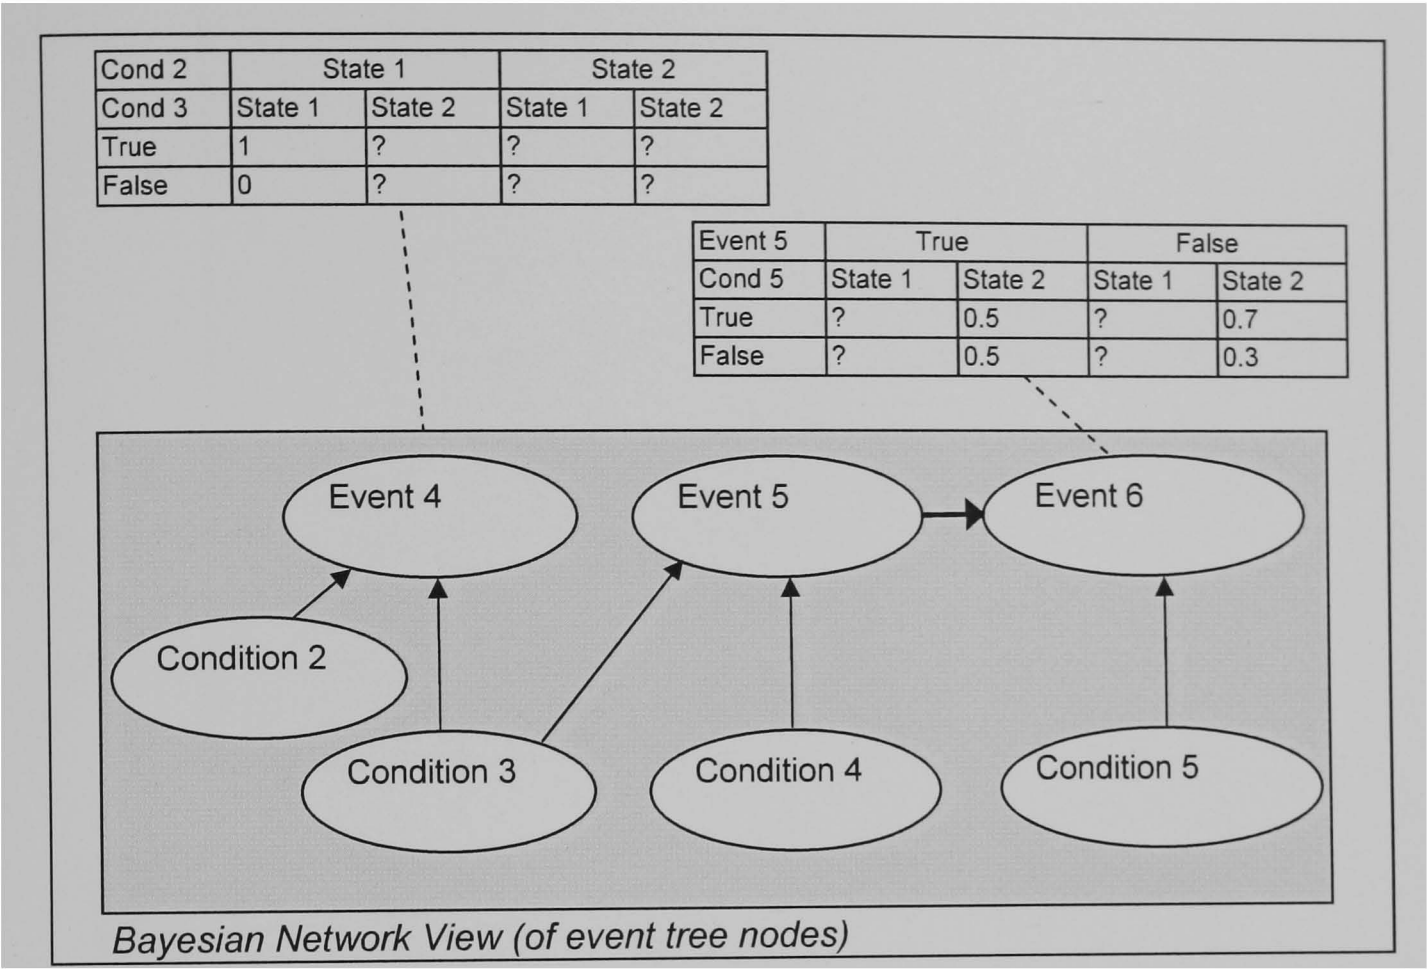 Cond 2 State 1 State 2
Cond 3 State 1 State 2 State 1 State 2
True 1 ? ? ?
False 0 ? ? ?
Event 5 True False
Cond 5 State 1 State 2 State 1 State 2
True ? 0.5 ? 0.7
False ? 0.5 ? 0.3
Event 4 Event 5 Event 6
Condition 2
Condition 3 Condition 4 Condition 5
Bayesian Network View (of event tree nodes)